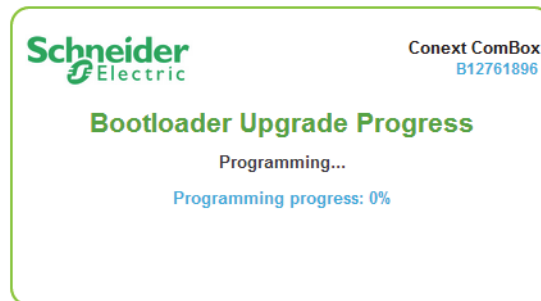 Schneider
Electric
Conext ComBox
B12761896
Bootloader Upgrade Progress
Programming...
Programming progress: 0%